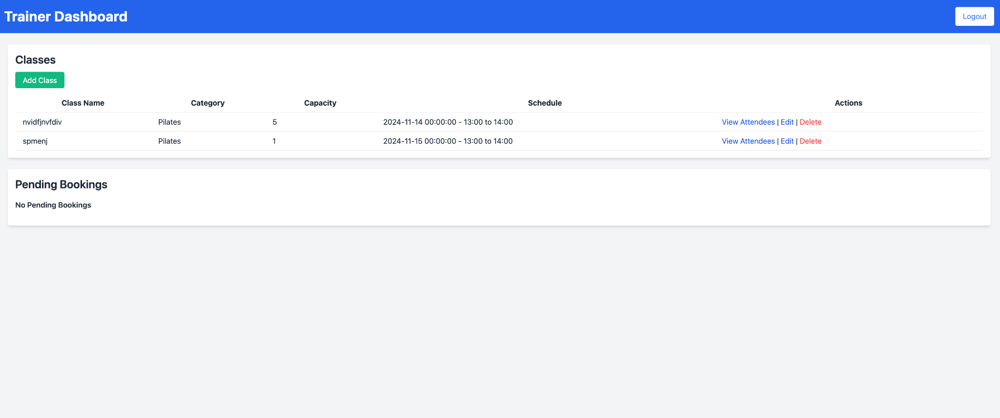 Trainer Dashboard Logout
Classes
Add Class
Class Name Category Capacity Schedule Actions
nvidfjnvfdiv Pilates 5 2024-11-14 00:00:00 - 13:00 to 14:00 View Attendees | Edit | Delete
spmenj Pilates 1 2024-11-15 00:00:00 - 13:00 to 14:00 View Attendees | Edit | Delete
Pending Bookings
No Pending Bookings